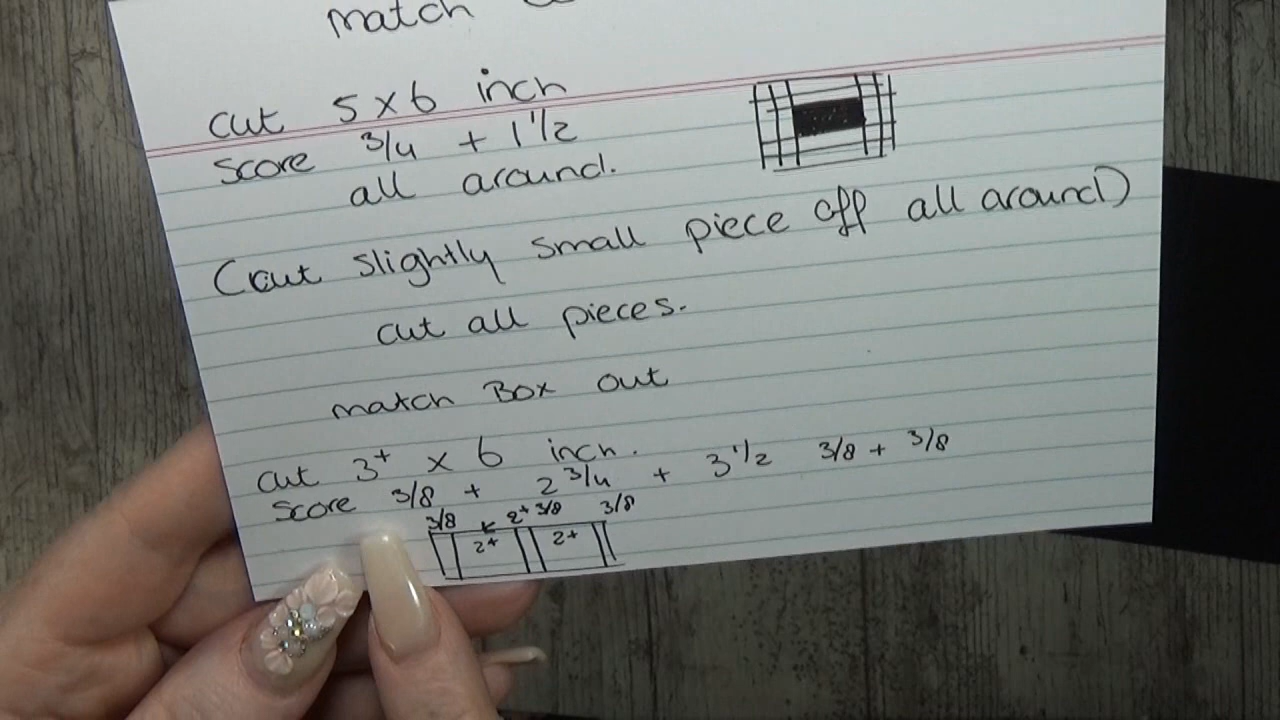 match
cut 5 x 6 inch
score 3/4 + 1 1/2
all around.
(cut slightly small piece off all around)
cut all pieces.
match Box out
cut 3+ x 6 inch.
score 3/8 + 2 3/4 + 3 1/2 3/8 + 3/8
3/8 2+ 3/8 3/8
2+ 2+